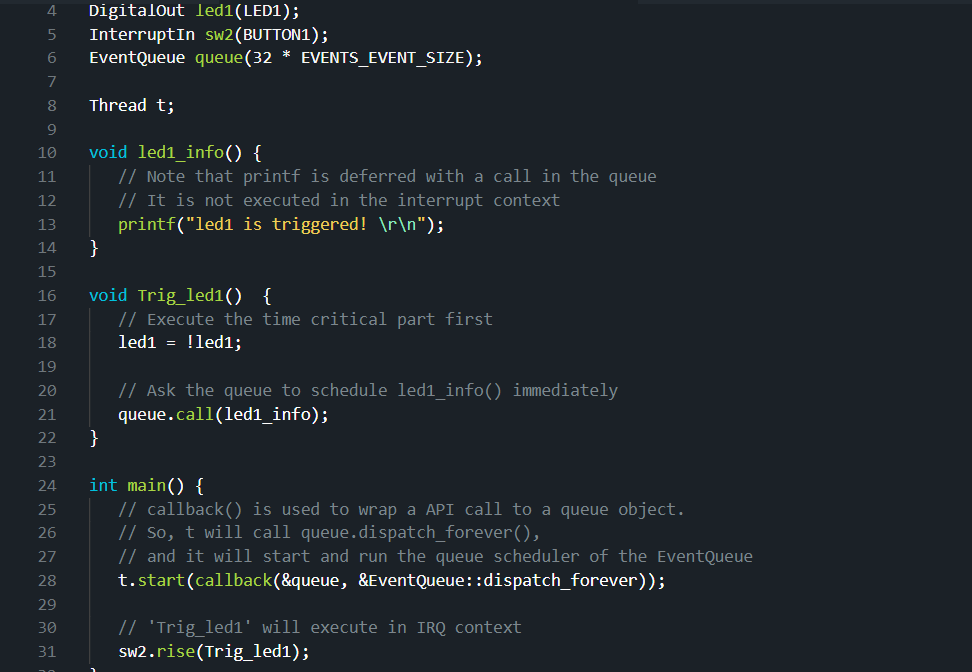 4 DigitalOut led1(LED1);
5 InterruptIn sw2(BUTTON1);
6 EventQueue queue(32 * EVENTS_EVENT_SIZE);
7
8 Thread t;
9
10 void led1_info() {
11 // Note that printf is deferred with a call in the queue
12 // It is not executed in the interrupt context
13 printf("led1 is triggered! \r\n");
14 }
15
16 void Trig_led1()  {
17 // Execute the time critical part first
18 led1 = !led1;
19
20 // Ask the queue to schedule led1_info() immediately
21 queue.call(led1_info);
22 }
23
24 int main() {
25 // callback() is used to wrap a API call to a queue object.
26 // So, t will call queue.dispatch_forever(),
27 // and it will start and run the queue scheduler of the EventQueue
28 t.start(callback(&queue, &EventQueue::dispatch_forever));
29
30 // 'Trig_led1' will execute in IRQ context
31 sw2.rise(Trig_led1);